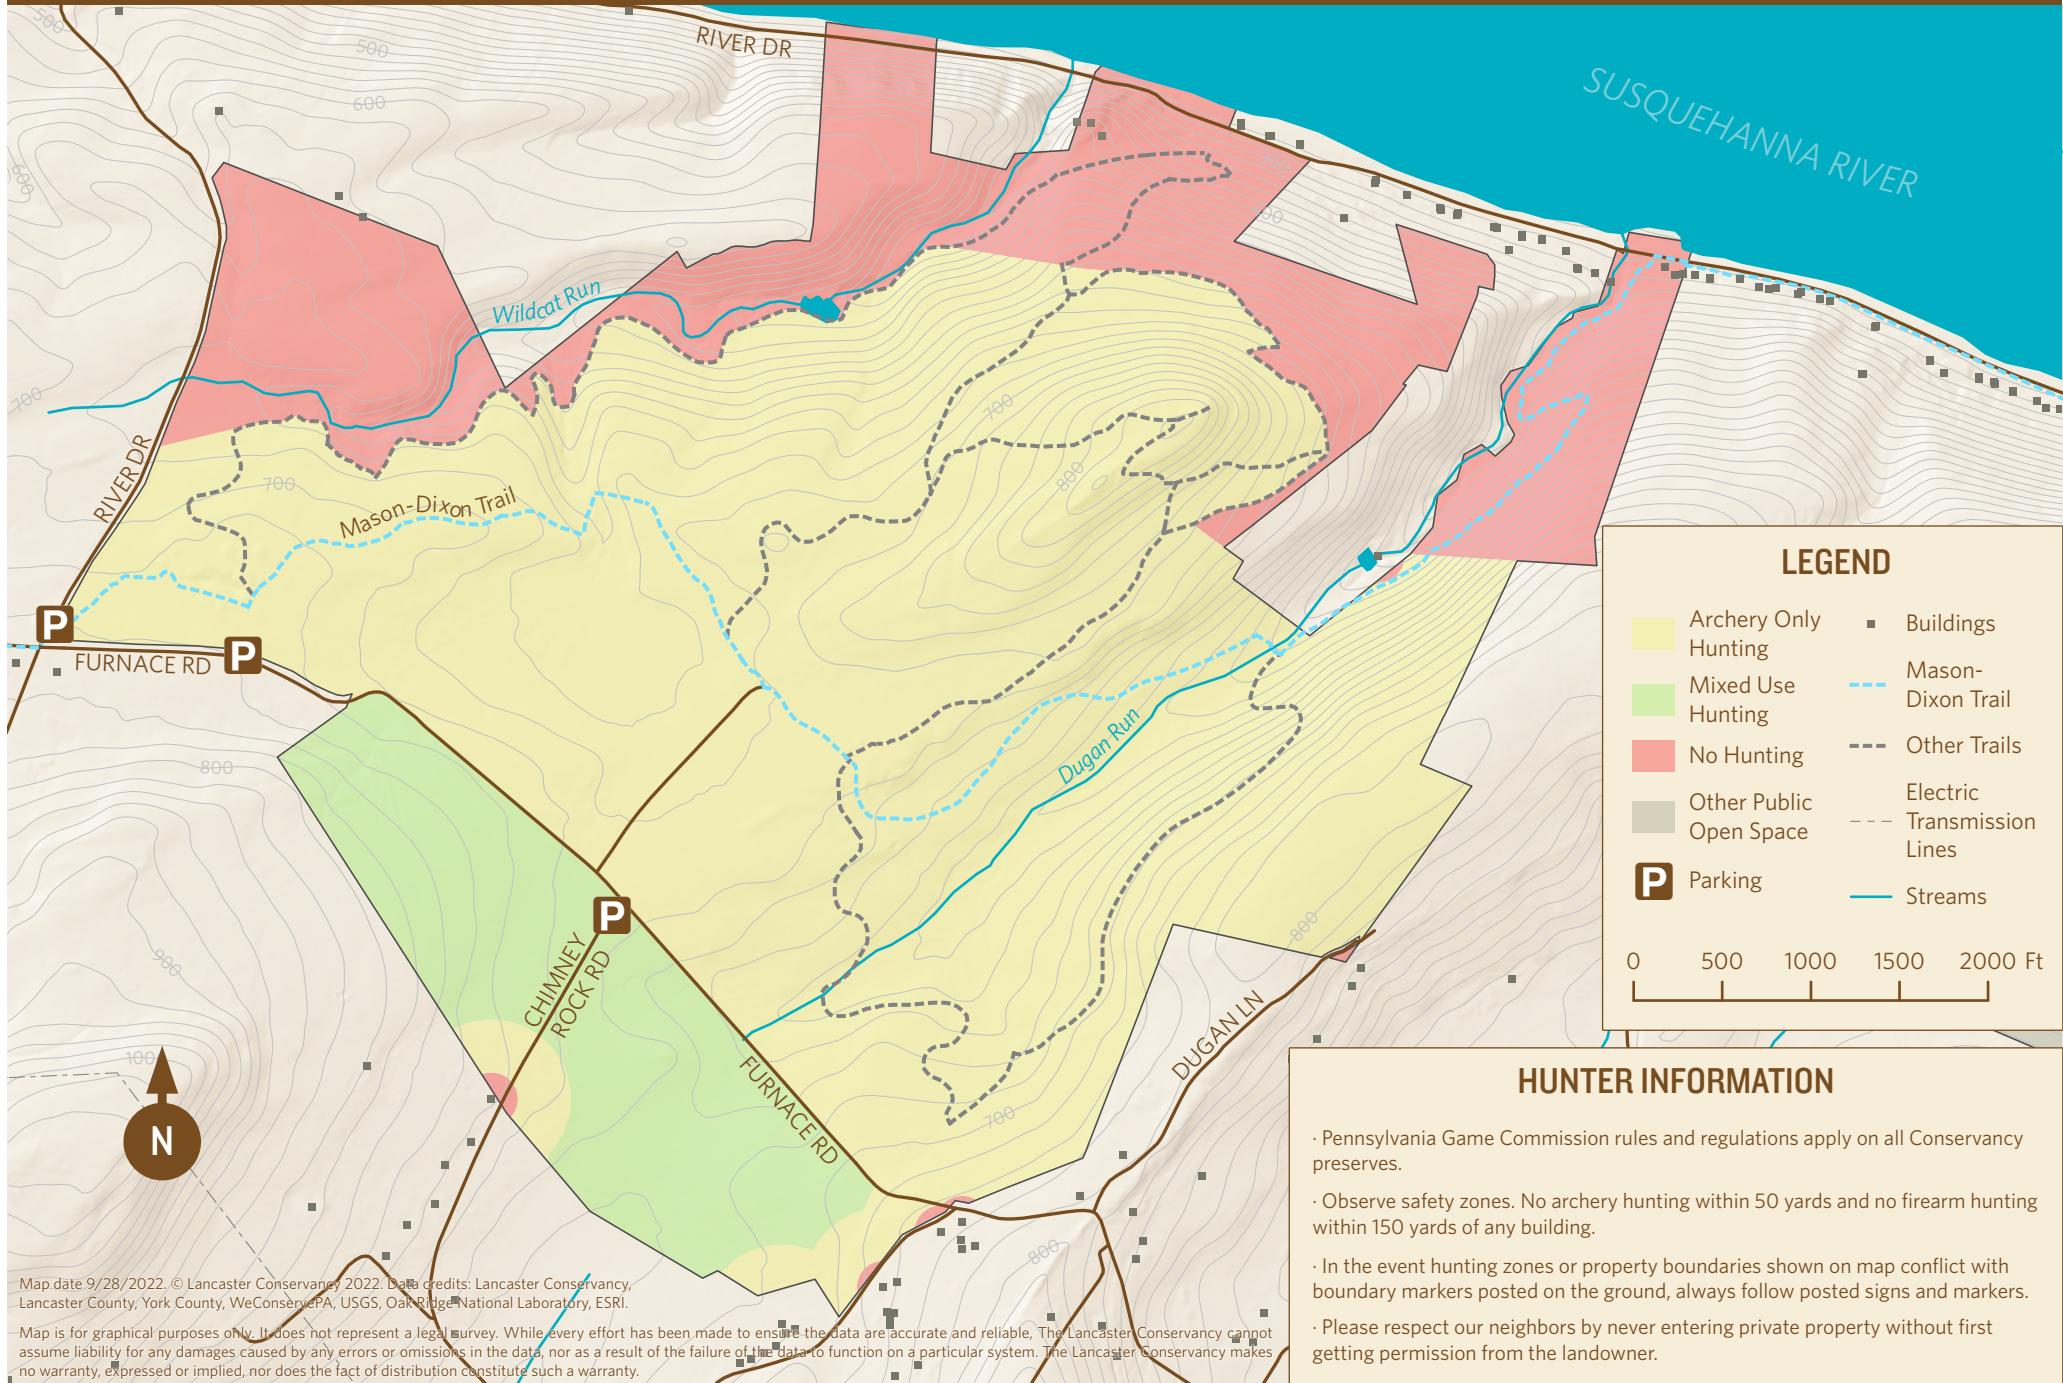 500
500
RIVER DR
600
SUSQUEHANNA RIVER
600
600
Wildcat Run
700
700
RIVER DR
700
800
Mason-Dixon Trail
P
FURNACE RD
P
800
Dugan Run
P
CHIMNEY
ROCK RD
900
800
DUGAN LN
FURNACE RD
700
800
N
LEGEND
Archery Only
Hunting
Mixed Use
Hunting
No Hunting
Other Public
Open Space
P
Parking
Buildings
Mason-
Dixon Trail
Other Trails
Electric
Transmission
Lines
Streams
0 500 1000 1500 2000 Ft
HUNTER INFORMATION
· Pennsylvania Game Commission rules and regulations apply on all Conservancy
preserves.
· Observe safety zones. No archery hunting within 50 yards and no firearm hunting
within 150 yards of any building.
· In the event hunting zones or property boundaries shown on map conflict with
boundary markers posted on the ground, always follow posted signs and markers.
· Please respect our neighbors by never entering private property without first
getting permission from the landowner.
Map date 9/28/2022. © Lancaster Conservancy 2022. Data credits: Lancaster Conservancy,
Lancaster County, York County, WeConservePA, USGS, Oak Ridge National Laboratory, ESRI.
Map is for graphical purposes only. It does not represent a legal survey. While every effort has been made to ensure the data are accurate and reliable, The Lancaster Conservancy cannot
assume liability for any damages caused by any errors or omissions in the data, nor as a result of the failure of the data to function on a particular system. The Lancaster Conservancy makes
no warranty, expressed or implied, nor does the fact of distribution constitute such a warranty.